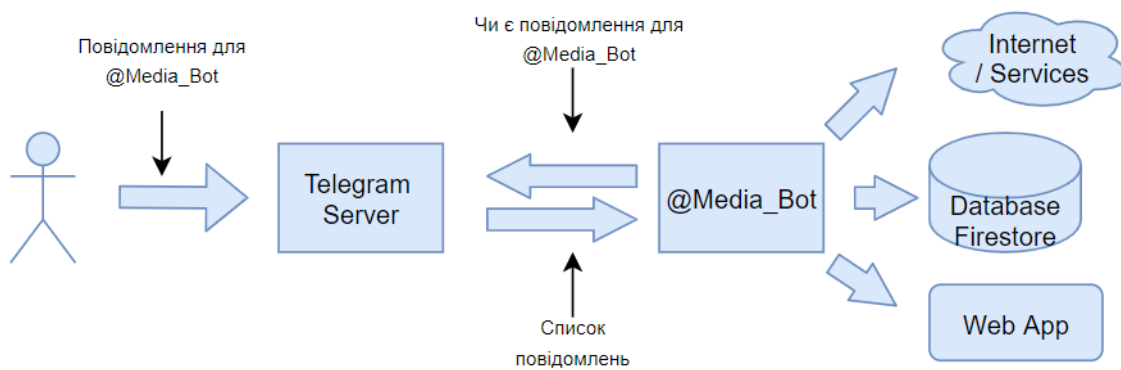 Повідомлення для
@Media_Bot
Чи є повідомлення для
@Media_Bot
Internet
/ Services
Telegram
Server
@Media_Bot
Database
Firestore
Web App
Список
повідомлень